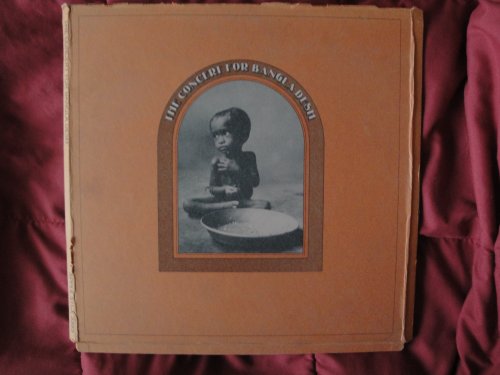 THE CONCERT FOR BANGLA DESH